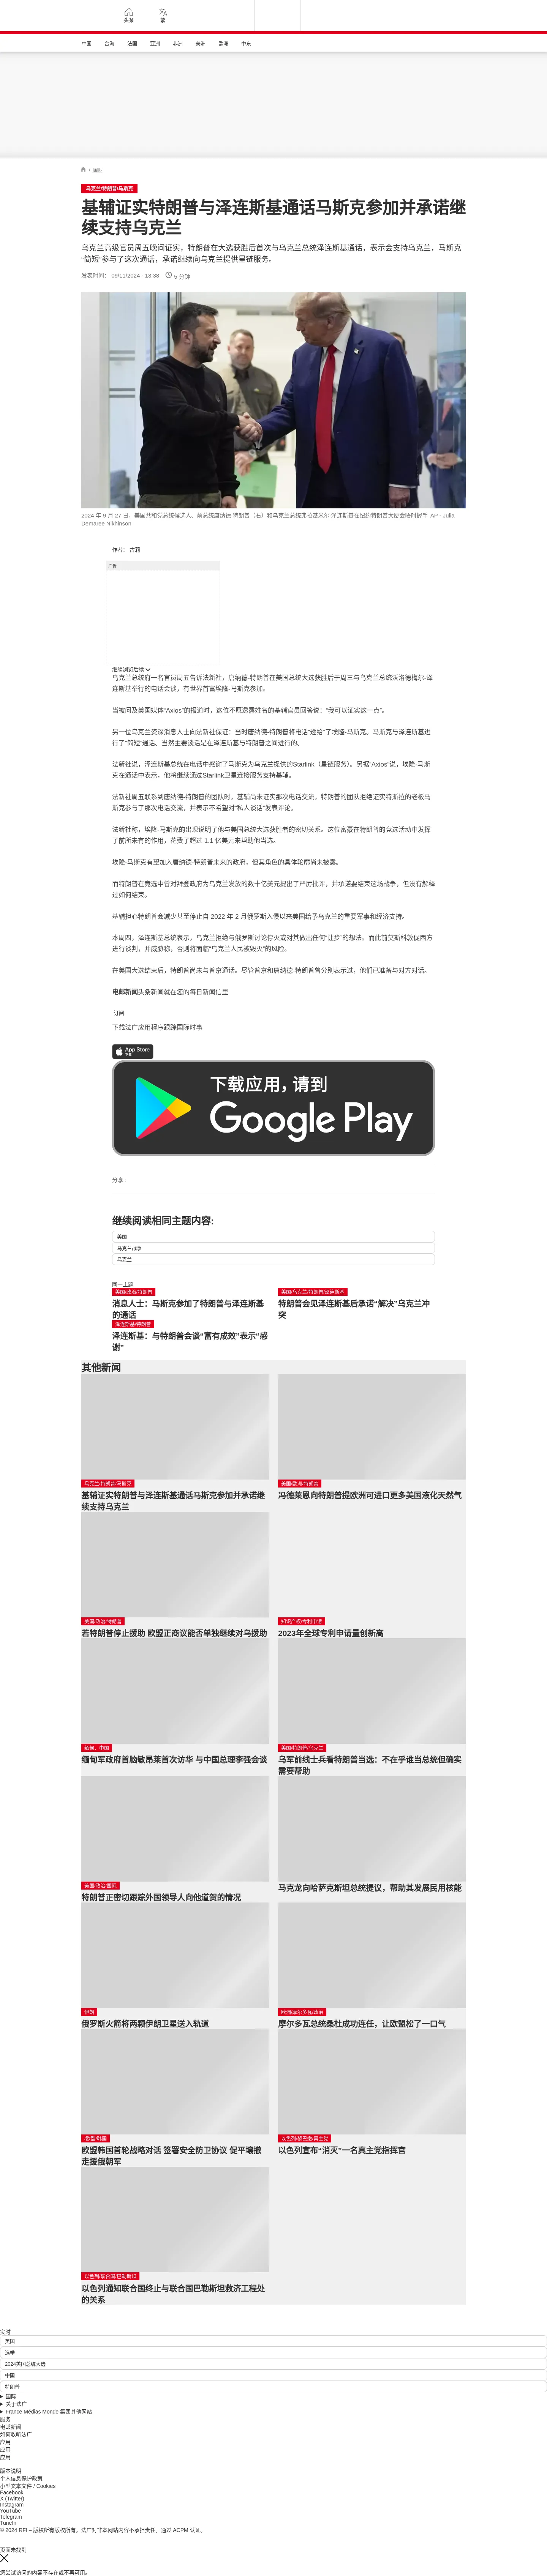 头条
繁
中国 台海 法国 亚洲 非洲 美洲 欧洲 中东
/ 国际
乌克兰/特朗普/马斯克
基辅证实特朗普与泽连斯基通话马斯克参加并承诺继
续支持乌克兰
乌克兰高级官员周五晚间证实，特朗普在大选获胜后首次与乌克兰总统泽连斯基通话，表示会支持乌克兰，马斯克
“简短”参与了这次通话，承诺继续向乌克兰提供星链服务。
发表时间： 09/11/2024 - 13:38 5 分钟
2024 年 9 月 27 日，美国共和党总统候选人、前总统唐纳德·特朗普（右）和乌克兰总统弗拉基米尔·泽连斯基在纽约特朗普大厦会晤时握手 AP - Julia
Demaree Nikhinson
作者： 古莉
广告
继续浏览后续
乌克兰总统府一名官员周五告诉法新社，唐纳德-特朗普在美国总统大选获胜后于周三与乌克兰总统沃洛德梅尔-泽
连斯基举行的电话会谈，有世界首富埃隆-马斯克参加。
当被问及美国媒体“Axios”的报道时，这位不愿透露姓名的基辅官员回答说：“我可以证实这一点”。
另一位乌克兰资深消息人士向法新社保证：当时唐纳德-特朗普将电话“递给”了埃隆-马斯克。马斯克与泽连斯基进
行了“简短”通话。当然主要谈话是在泽连斯基与特朗普之间进行的。
法新社说，泽连斯基总统在电话中感谢了马斯克为乌克兰提供的Starlink（星链服务）。另据“Axios”说，埃隆-马斯
克在通话中表示，他将继续通过Starlink卫星连接服务支持基辅。
法新社周五联系到唐纳德-特朗普的团队时，基辅尚未证实那次电话交流，特朗普的团队拒绝证实特斯拉的老板马
斯克参与了那次电话交流，并表示不希望对“私人谈话”发表评论。
法新社称，埃隆-马斯克的出现说明了他与美国总统大选获胜者的密切关系。这位富豪在特朗普的竞选活动中发挥
了前所未有的作用，花费了超过 1.1 亿美元来帮助他当选。
埃隆-马斯克有望加入唐纳德-特朗普未来的政府，但其角色的具体轮廓尚未披露。
而特朗普在竞选中曾对拜登政府为乌克兰发放的数十亿美元提出了严厉批评，并承诺要结束这场战争，但没有解释
过如何结束。
基辅担心特朗普会减少甚至停止自 2022 年 2 月俄罗斯入侵以来美国给予乌克兰的重要军事和经济支持。
本周四，泽连斯基总统表示，乌克兰拒绝与俄罗斯讨论停火或对其做出任何“让步”的想法。而此前莫斯科敦促西方
进行谈判，并威胁称，否则将面临“乌克兰人民被毁灭”的风险。
在美国大选结束后，特朗普尚未与普京通话。尽管普京和唐纳德-特朗普曾分别表示过，他们已准备与对方对话。
电邮新闻头条新闻就在您的每日新闻信里
订阅
下载法广应用程序跟踪国际时事
App Store
下载
下载应用，请到
Google Play
分享 :
继续阅读相同主题内容:
美国
乌克兰战争
乌克兰
同一主题
美国/政治/特朗普
消息人士：马斯克参加了特朗普与泽连斯基
的通话
美国/乌克兰/特朗普/泽连斯基
特朗普会见泽连斯基后承诺“解决”乌克兰冲
突
泽连斯基/特朗普
泽连斯基：与特朗普会谈“富有成效”表示“感
谢”
其他新闻
乌克兰/特朗普/马斯克
基辅证实特朗普与泽连斯基通话马斯克参加并承诺继
续支持乌克兰
美国/欧洲/特朗普
冯德莱恩向特朗普提欧洲可进口更多美国液化天然气
美国/政治/特朗普
若特朗普停止援助 欧盟正商议能否单独继续对乌援助
知识产权/专利申请
2023年全球专利申请量创新高
缅甸、中国
缅甸军政府首脑敏昂莱首次访华 与中国总理李强会谈
美国/特朗普/乌克兰
乌军前线士兵看特朗普当选：不在乎谁当总统但确实
需要帮助
美国/政治/国际
特朗普正密切跟踪外国领导人向他道贺的情况
马克龙向哈萨克斯坦总统提议，帮助其发展民用核能
伊朗
俄罗斯火箭将两颗伊朗卫星送入轨道
欧洲/摩尔多瓦/政治
摩尔多瓦总统桑杜成功连任，让欧盟松了一口气
/欧盟/韩国
欧盟韩国首轮战略对话 签署安全防卫协议 促平壤撤
走援俄朝军
以色列/黎巴嫩/真主党
以色列宣布“消灭”一名真主党指挥官
以色列/联合国/巴勒斯坦
以色列通知联合国终止与联合国巴勒斯坦救济工程处
的关系
实时
美国
选举
2024美国总统大选
中国
特朗普
国际
关于法广
France Médias Monde 集团其他网站
服务
电邮新闻
如何收听法广
应用
应用
应用
版本说明
个人信息保护政策
小型文本文件 / Cookies
Facebook
X (Twitter)
Instagram
YouTube
Telegram
TuneIn
© 2024 RFI – 版权所有版权所有。法广对非本网站内容不承担责任。通过 ACPM 认证。
页面未找到
您尝试访问的内容不存在或不再可用。